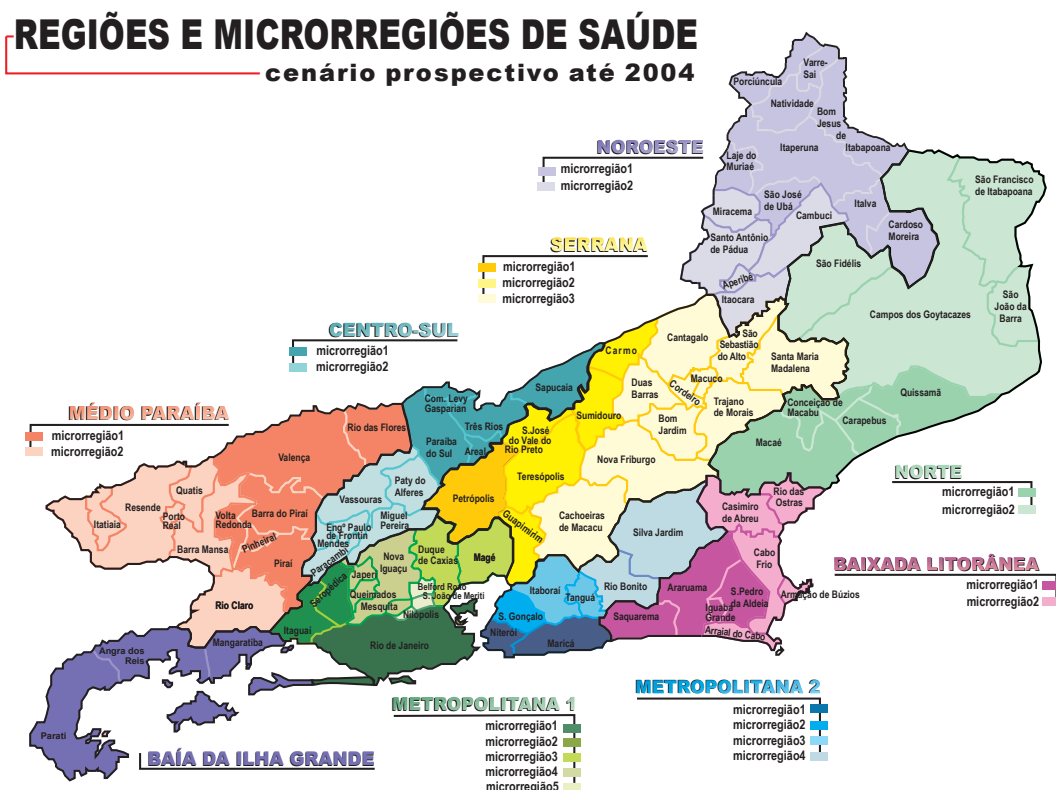 REGIÕES E MICRORREGIÕES DE SAÚDE
cenário prospectivo até 2004
NOROESTE
microrregião1
microrregião2
SERRANA
microrregião1
microrregião2
microrregião3
CENTRO-SUL
microrregião1
microrregião2
MÉDIO PARAÍBA
microrregião1
microrregião2
NORTE
microrregião1
microrregião2
BAIXADA LITORÂNEA
microrregião1
microrregião2
METROPOLITANA 1
microrregião1
microrregião2
microrregião3
microrregião4
microrregião5
METROPOLITANA 2
microrregião1
microrregião2
microrregião3
microrregião4
BAÍA DA ILHA GRANDE
Varre-
Sai
Porciúncula
Natividade
Bom
Jesus
de
Itabapoana
Itaperuna
Laje do
Muriaé
São José
de Ubá
Italva
Cambuci
Miracema
Cardoso
Moreira
Santo Antônio
de Pádua
Aperibé
Itaocara
São Francisco
de Itabapoana
São Fidélis
Campos dos Goytacazes
São
João da
Barra
Quissamã
Conceição de
Macabu
Carapebus
Macaé
Cantagalo
São
Sebastião
do Alto
Santa Maria
Madalena
Carmo
Duas
Barras
Macuco
Cordeiro
Trajano
de Morais
Sumidouro
Bom
Jardim
Nova Friburgo
S.José
do Vale do
Rio Preto
Teresópolis
Petrópolis
Guapimirim
Cachoeiras
de Macacu
Sapucaia
Com. Levy
Gasparian
Três Rios
Paraíba
do Sul
Areal
Paty do
Alferes
Vassouras
Miguel
Pereira
Engº Paulo
de Frontin
Mendes
Paracambi
Rio das Flores
Valença
Barra do Piraí
Volta
Redonda
Pinheiral
Piraí
Quatis
Resende
Porto
Real
Itatiaia
Barra Mansa
Rio Claro
Angra dos
Reis
Mangaratiba
Parati
Seropédica
Itaguaí
Japeri
Nova
Iguaçu
Queimados
Mesquita
Duque
de Caxias
Magé
Belford Roxo
S. João de Meriti
Nilópolis
Rio de Janeiro
Itaboraí
Tanguá
Rio Bonito
Silva Jardim
S. Gonçalo
Niterói
Maricá
Casimiro
de Abreu
Rio das
Ostras
Cabo
Frio
Araruama
S.Pedro
da Aldeia
Iguaba
Grande
Saquarema
Arraial do Cabo
Armação de Búzios